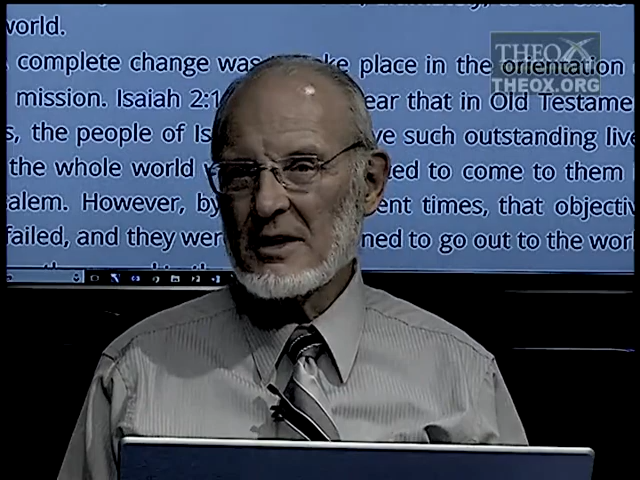 world.
complete change was place in the orientation
mission. Isaiah 2:1 ear that in Old Testame
s, the people of Is ve such outstanding live
the whole world ed to come to them
alem. However, by ent times, that objectiv
failed, and they wer ned to go out to the worl
THEOX
THEOX.ORG